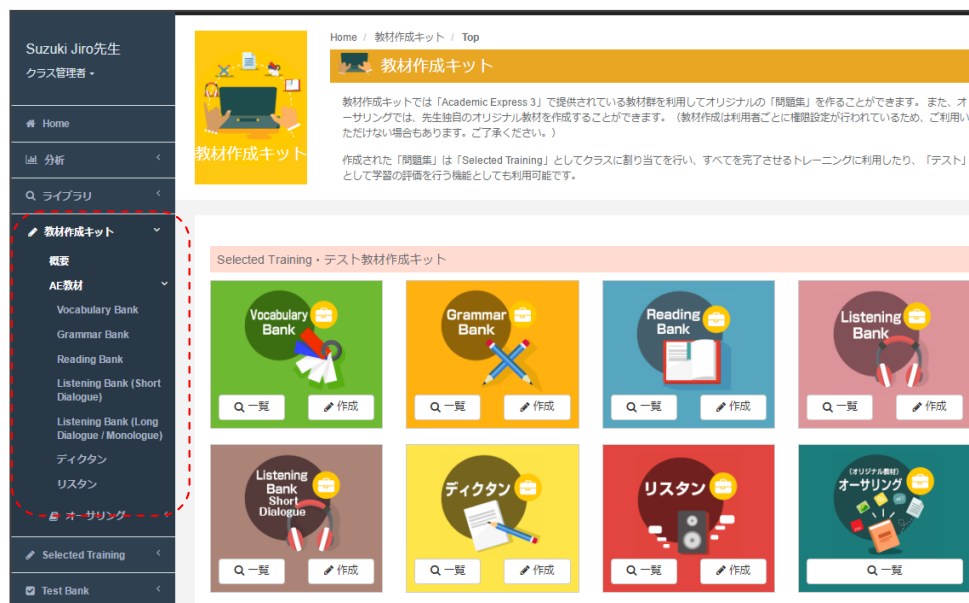 Suzuki Jiro先生
クラス管理者
Home
分析
ライブラリ
教材作成キット
概要
AE教材
Vocabulary Bank
Grammar Bank
Reading Bank
Listening Bank (Short
Dialogue)
Listening Bank (Long
Dialogue / Monologue)
ディクタン
リスタン
オーサリング
Selected Training
Test Bank
教材作成キット
Home / 教材作成キット / Top
教材作成キット
教材作成キットでは「Academic Express 3」で提供されている教材群を利用してオリジナルの「問題集」を作ることができます。 また、オ
ーサリングでは、先生独自のオリジナル教材を作成することができます。 （教材作成は利用者ごとに権限設定が行われているため、ご利用い
ただけない場合もあります。ご了承ください。）
作成された「問題集」は「Selected Training」としてクラスに割り当てを行い、すべてを完了させるトレーニングに利用したり、「テスト」
として学習の評価を行う機能としても利用可能です。
Selected Training・テスト教材作成キット
Vocabulary
Bank
一覧
作成
Grammar
Bank
一覧
作成
Reading
Bank
一覧
作成
Listening
Bank
一覧
作成
Listening
Bank
Short
Dialogue
一覧
作成
ディクタン
一覧
作成
リスタン
一覧
作成
(オリジナル教材)
オーサリング
一覧